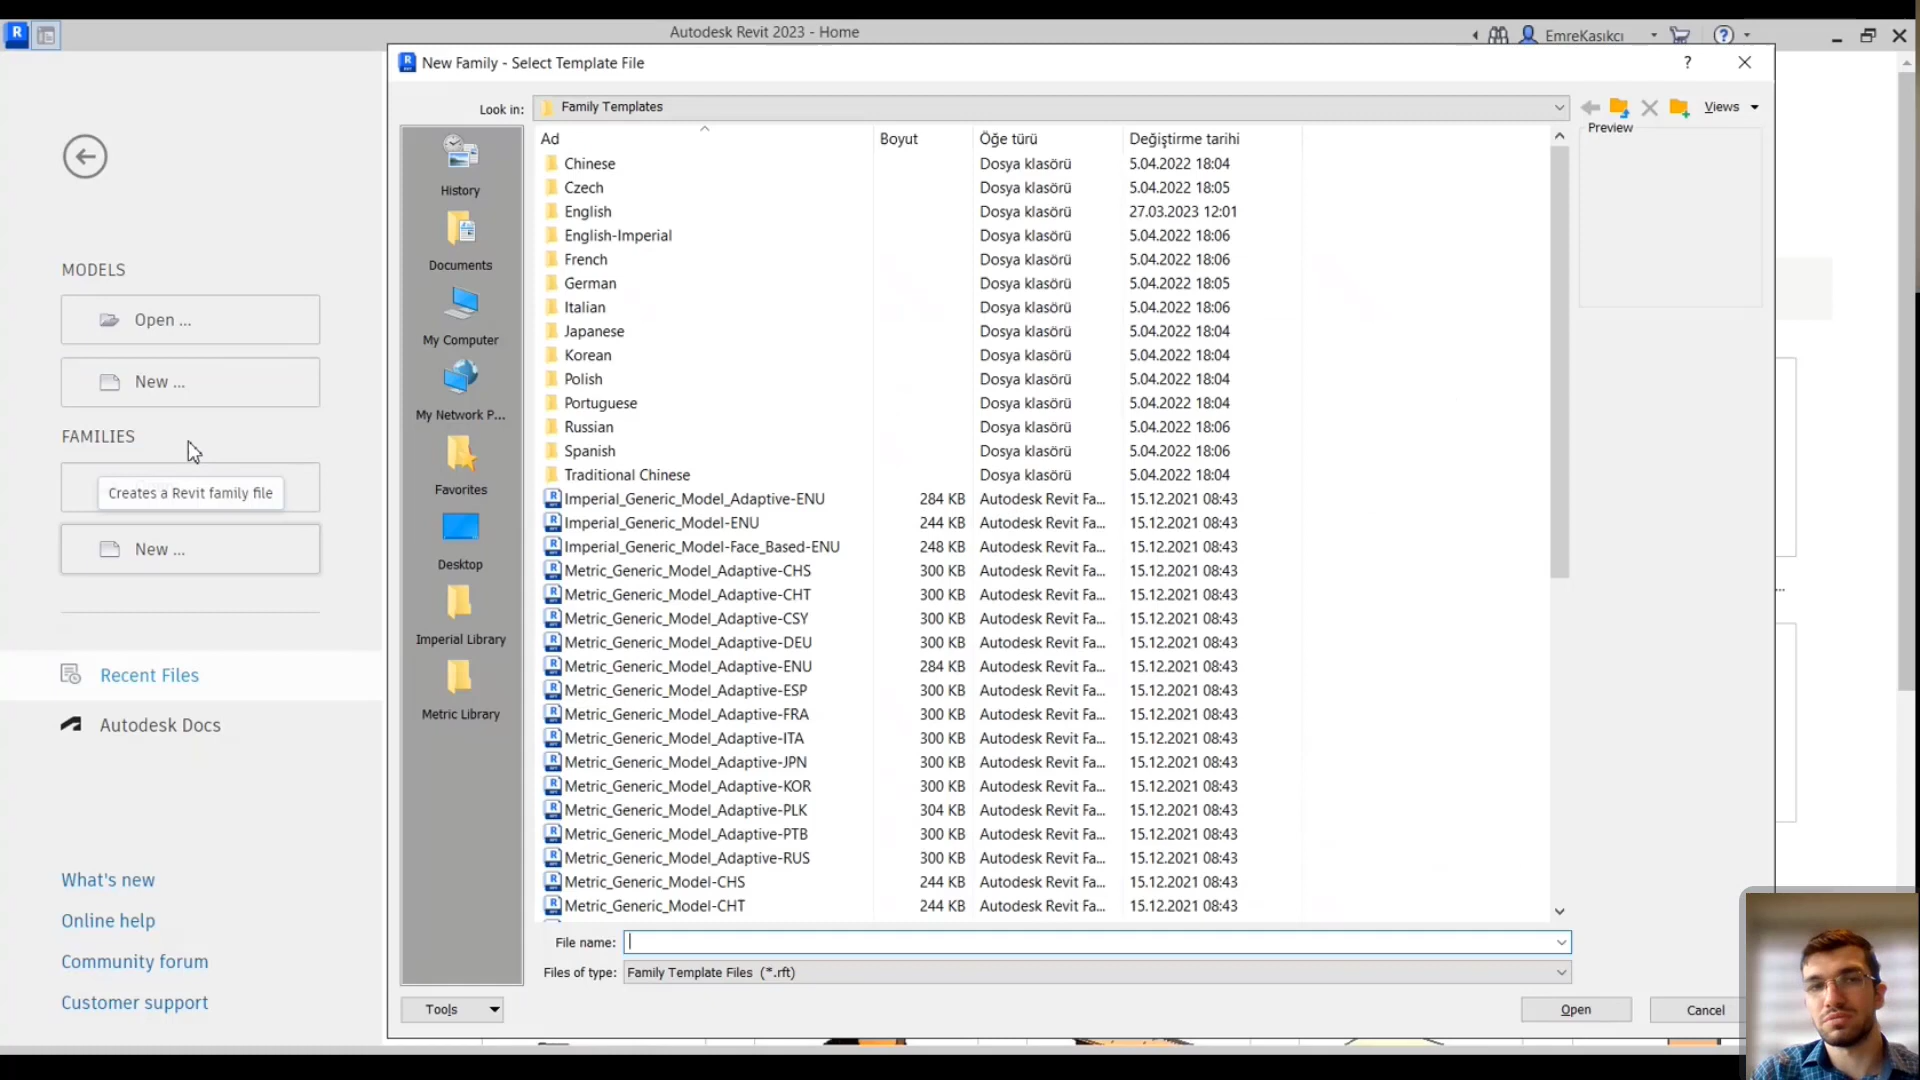 Autodesk Revit 2023 - Home
EmreKasıkcı
New Family - Select Template File
Look in:
Family Templates
Views
Preview
Ad
Boyut
Öğe türü
Değiştirme tarihi
Chinese Dosya klasörü 5.04.2022 18:04
Czech Dosya klasörü 5.04.2022 18:05
English Dosya klasörü 27.03.2023 12:01
English-Imperial Dosya klasörü 5.04.2022 18:06
French Dosya klasörü 5.04.2022 18:06
German Dosya klasörü 5.04.2022 18:05
Italian Dosya klasörü 5.04.2022 18:06
Japanese Dosya klasörü 5.04.2022 18:04
Korean Dosya klasörü 5.04.2022 18:04
Polish Dosya klasörü 5.04.2022 18:04
Portuguese Dosya klasörü 5.04.2022 18:04
Russian Dosya klasörü 5.04.2022 18:06
Spanish Dosya klasörü 5.04.2022 18:06
Traditional Chinese Dosya klasörü 5.04.2022 18:04
Imperial_Generic_Model_Adaptive-ENU 284 KB Autodesk Revit Fa... 15.12.2021 08:43
Imperial_Generic_Model-ENU 244 KB Autodesk Revit Fa... 15.12.2021 08:43
Imperial_Generic_Model-Face_Based-ENU 248 KB Autodesk Revit Fa... 15.12.2021 08:43
Metric_Generic_Model_Adaptive-CHS 300 KB Autodesk Revit Fa... 15.12.2021 08:43
Metric_Generic_Model_Adaptive-CHT 300 KB Autodesk Revit Fa... 15.12.2021 08:43
Metric_Generic_Model_Adaptive-CSY 300 KB Autodesk Revit Fa... 15.12.2021 08:43
Metric_Generic_Model_Adaptive-DEU 300 KB Autodesk Revit Fa... 15.12.2021 08:43
Metric_Generic_Model_Adaptive-ENU 284 KB Autodesk Revit Fa... 15.12.2021 08:43
Metric_Generic_Model_Adaptive-ESP 300 KB Autodesk Revit Fa... 15.12.2021 08:43
Metric_Generic_Model_Adaptive-FRA 300 KB Autodesk Revit Fa... 15.12.2021 08:43
Metric_Generic_Model_Adaptive-ITA 300 KB Autodesk Revit Fa... 15.12.2021 08:43
Metric_Generic_Model_Adaptive-JPN 300 KB Autodesk Revit Fa... 15.12.2021 08:43
Metric_Generic_Model_Adaptive-KOR 300 KB Autodesk Revit Fa... 15.12.2021 08:43
Metric_Generic_Model_Adaptive-PLK 304 KB Autodesk Revit Fa... 15.12.2021 08:43
Metric_Generic_Model_Adaptive-PTB 300 KB Autodesk Revit Fa... 15.12.2021 08:43
Metric_Generic_Model_Adaptive-RUS 300 KB Autodesk Revit Fa... 15.12.2021 08:43
Metric_Generic_Model-CHS 244 KB Autodesk Revit Fa... 15.12.2021 08:43
Metric_Generic_Model-CHT 244 KB Autodesk Revit Fa... 15.12.2021 08:43
History
Documents
My Computer
My Network P...
Favorites
Desktop
Imperial Library
Metric Library
File name:
Files of type:
Family Template Files (*.rft)
Tools
Open
Cancel
MODELS
Open ...
New ...
FAMILIES
Creates a Revit family file
New ...
Recent Files
Autodesk Docs
What's new
Online help
Community forum
Customer support